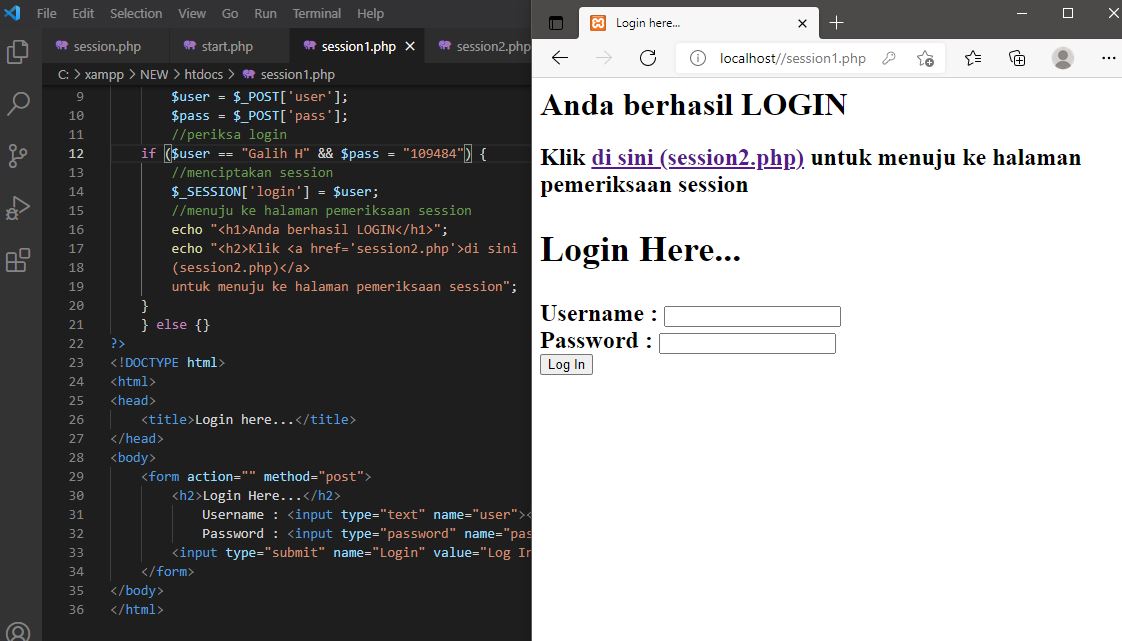 File Edit Selection View Go Run Terminal Help
session.php start.php session1.php session2.php
C: > xampp > NEW > htdocs > session1.php
9 $user = $_POST['user'];
10 $pass = $_POST['pass'];
11 //periksa login
12 if ($user == "Galih H" && $pass = "109484") {
13 //menciptakan session
14 $_SESSION['login'] = $user;
15 //menuju ke halaman pemeriksaan session
16 echo "<h1>Anda berhasil LOGIN</h1>";
17 echo "<h2>Klik <a href='session2.php'>di sini
18 (session2.php)</a>
19 untuk menuju ke halaman pemeriksaan session";
20 }
21 } else {}
22 ?>
23 <!DOCTYPE html>
24 <html>
25 <head>
26 <title>Login here...</title>
27 </head>
28 <body>
29 <form action="" method="post">
30 <h2>Login Here...</h2>
31 Username : <input type="text" name="user"><
32 Password : <input type="password" name="pas
33 <input type="submit" name="Login" value="Log In
34 </form>
35 </body>
36 </html>
Login here...
localhost//session1.php
Anda berhasil LOGIN
Klik di sini (session2.php) untuk menuju ke halaman
pemeriksaan session
Login Here...
Username :
Password :
Log In